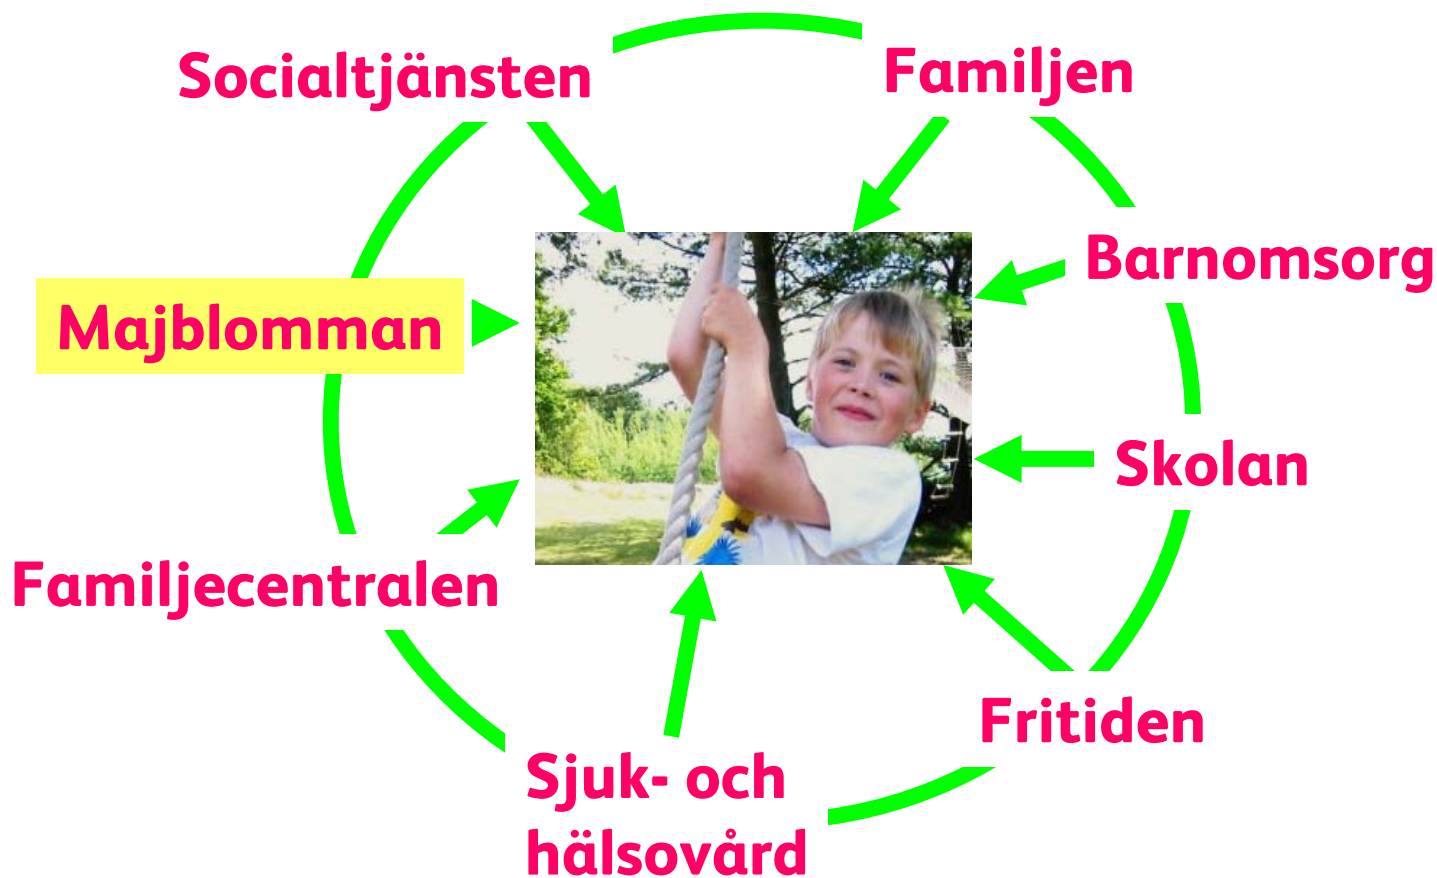 Socialtjänsten
Familjen
Barnomsorg
Majblomman
Skolan
Familjecentralen
Fritiden
Sjuk- och
hälsovård